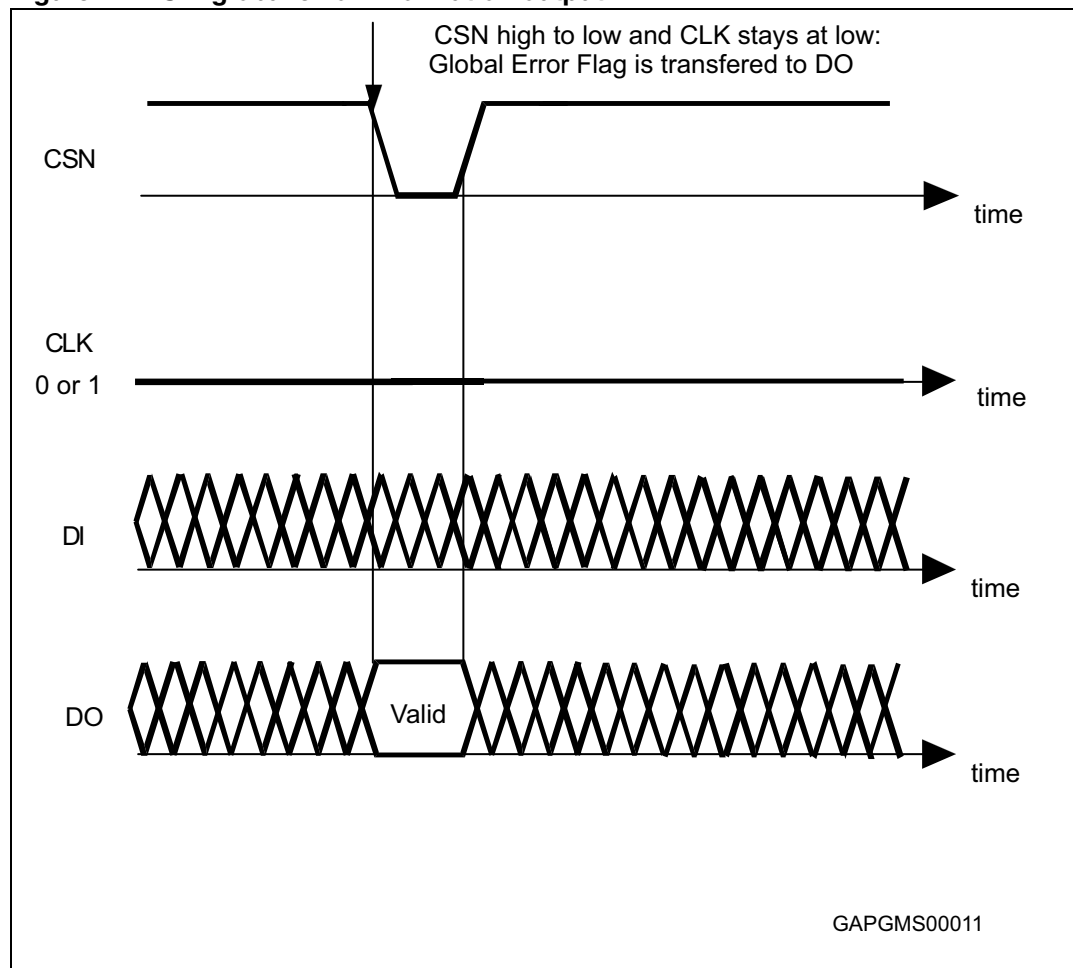 CSN high to low and CLK stays at low:
Global Error Flag is transfered to DO
CSN
time
CLK
0 or 1
time
DI
time
DO
Valid
time
GAPGMS00011